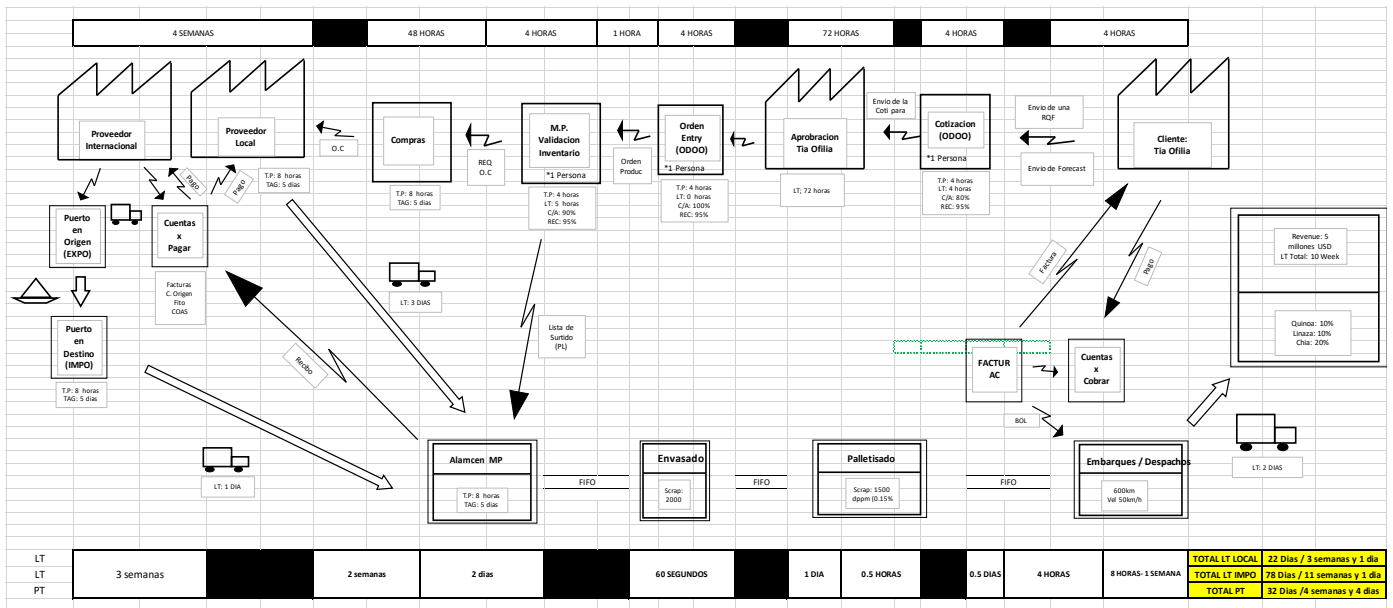 4 SEMANAS
48 HORAS
4 HORAS
1 HORA
4 HORAS
72 HORAS
4 HORAS
4 HORAS
Proveedor
Internacional
Proveedor
Local
O.C
Compras
REQ
O.C
M.P.
Validacion
Inventario
*1 Persona
Orden
Produc
Orden
Entry
(ODOO)
*1 Persona
Aprobracion
Tia Ofilia
Envio de la
Coti para
Cotizacion
(ODOO)
*1 Persona
Envio de una
RQF
Envio de Forecast
Cliente:
Tia Ofilia
T.P: 8 horas
TAG: 5 dias
T.P: 8 horas
TAG: 5 dias
T.P: 4 horas
LT: 5 horas
C/A: 90%
REC: 95%
T.P: 4 horas
LT: 0 horas
C/A: 100%
REC: 95%
LT: 72 horas
T.P: 4 horas
LT: 4 horas
C/A: 80%
REC: 95%
Pago
Pago
Puerto
en
Origen
(EXPO)
Cuentas
x
Pagar
Facturas
C. Origen
Fito
COAS
LT: 3 DIAS
Factura
Pago
Revenue: 5
millones USD
LT Total: 10 Week
Quinoa: 10%
Linaza: 10%
Chia: 20%
Puerto
en
Destino
(IMPO)
T.P: 8 horas
TAG: 5 dias
Recibo
Lista de
Surtido
(PL)
FACTUR
AC
Cuentas
x
Cobrar
BOL
LT: 1 DIA
Alamcen MP
T.P: 8 horas
TAG: 5 dias
FIFO
Envasado
Scrap:
2000
FIFO
Palletisado
Scrap: 1500
dppm (0.15%
FIFO
Embarques / Despachos
600km
Vel 50km/h
LT: 2 DIAS
LT
LT
PT
3 semanas
2 semanas
2 dias
60 SEGUNDOS
1 DIA
0.5 HORAS
0.5 DIAS
4 HORAS
8 HORAS- 1 SEMANA
TOTAL LT LOCAL
22 Dias / 3 semanas y 1 dia
TOTAL LT IMPO
78 Dias / 11 semanas y 1 dia
TOTAL PT
32 Dias /4 semanas y 4 dias